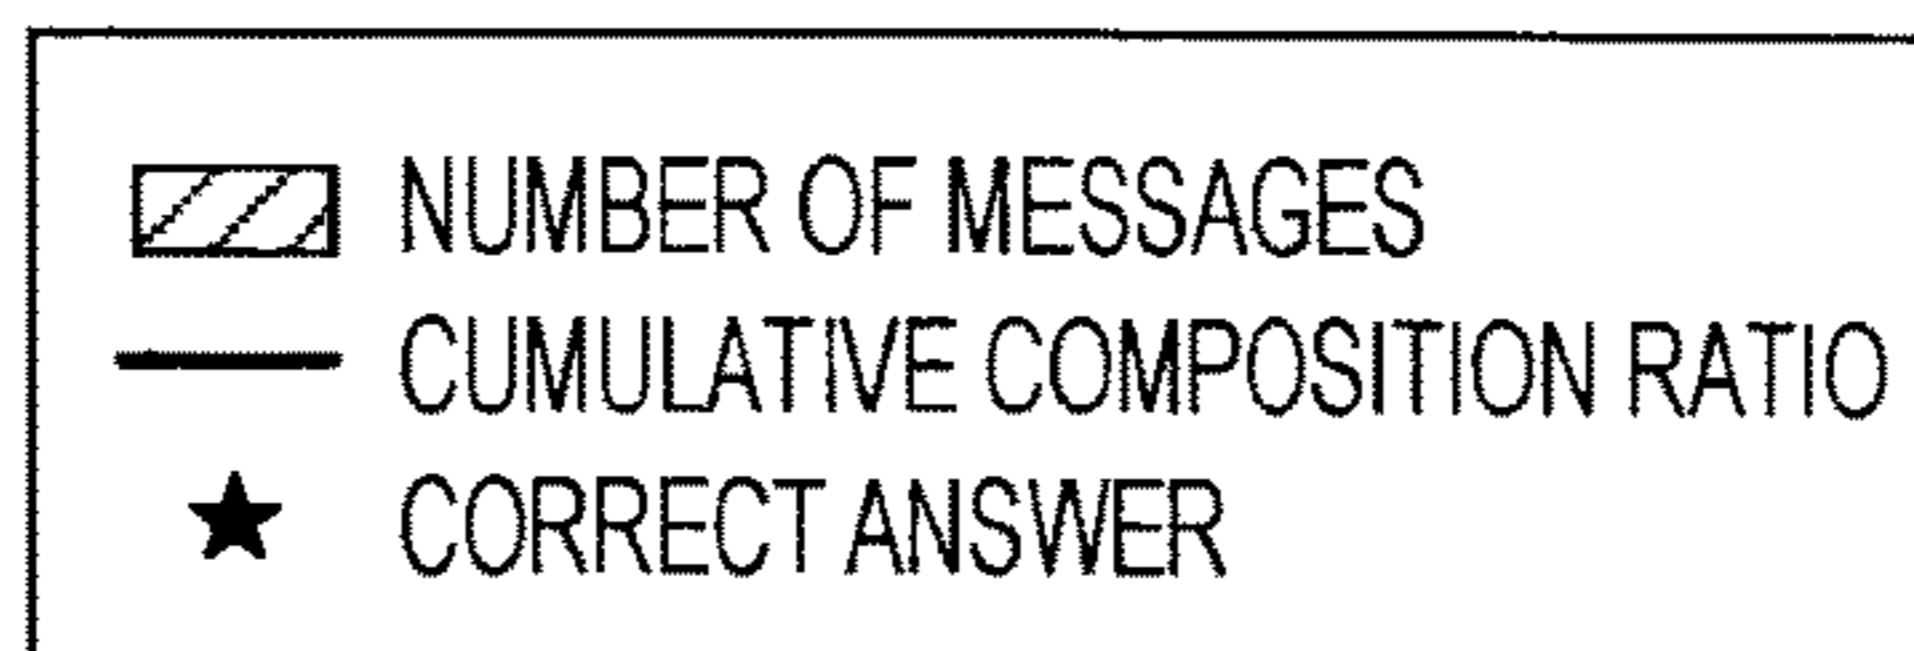 NUMBER OF MESSAGES
CUMULATIVE COMPOSITION RATIO
CORRECT ANSWER